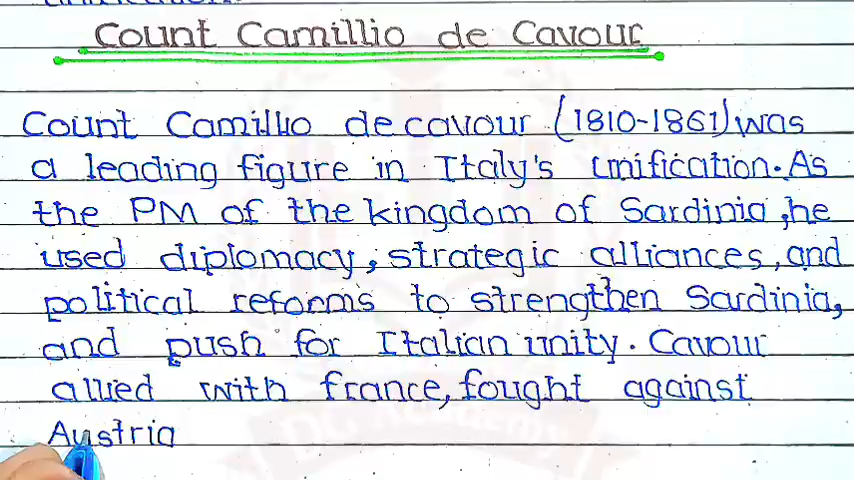 Count Camillio de Cavour
Count Camillo de cavour (1810-1861) was
a leading figure in Italy's unification. As
the PM of the kingdom of Sardinia, he
used diplomacy, strategic alliances, and
political reforms to strengthen Sardinia,
and push for Italian unity. Cavour
allied with france, fought against
Austria